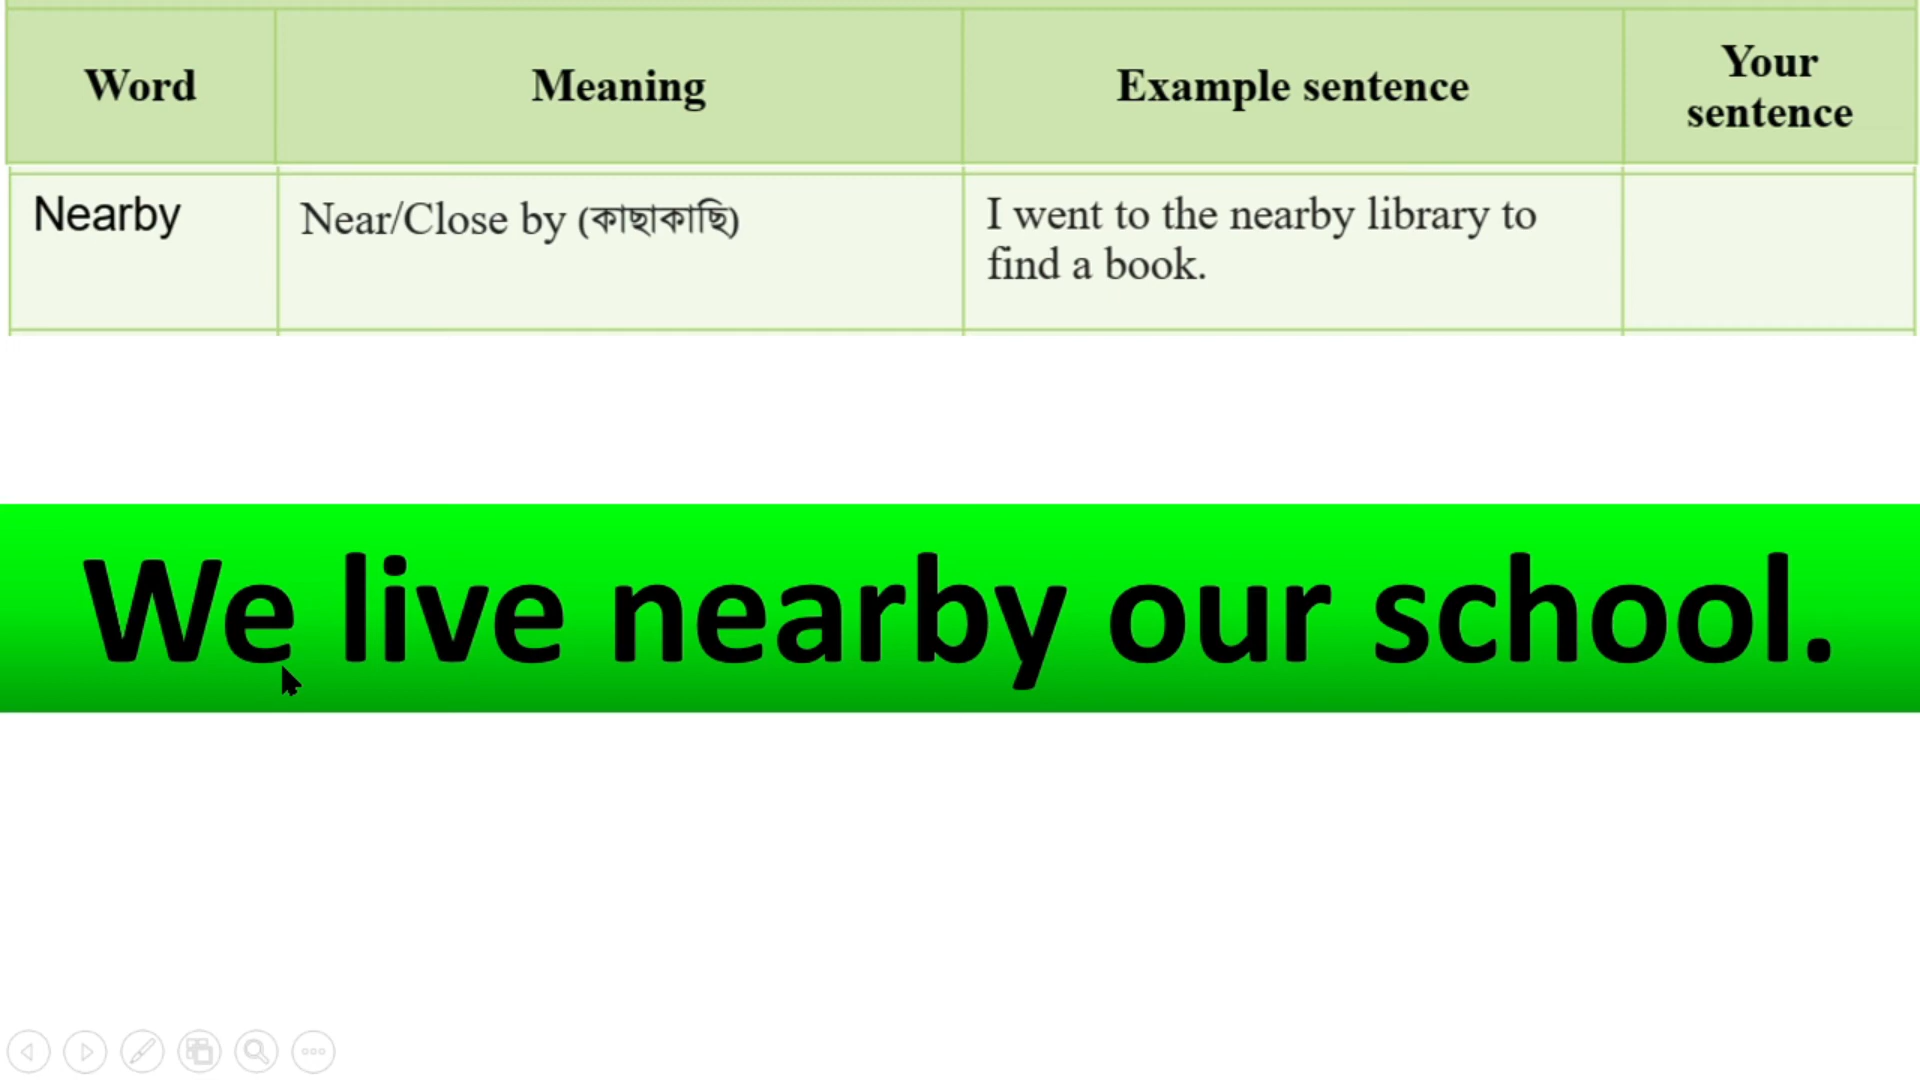 Word Meaning Example sentence Your sentence
Nearby Near/Close by (কাছাকাছি) I went to the nearby library to
find a book.
We live nearby our school.